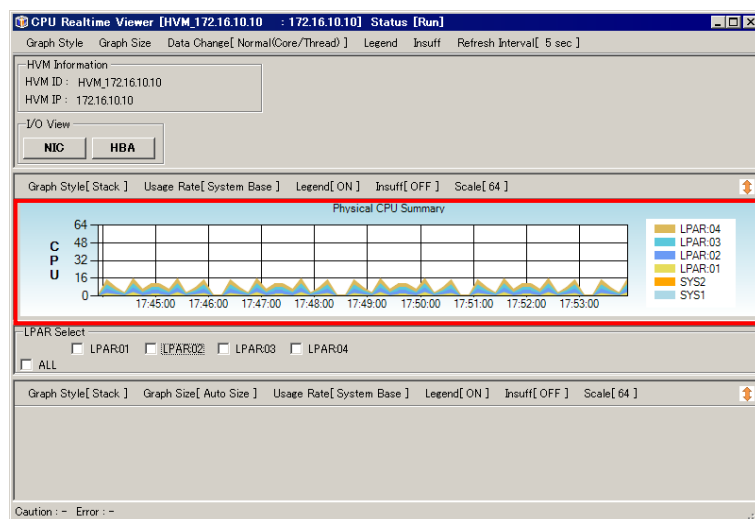 CPU Realtime Viewer [HVM_172.16.10.10 : 172.16.10.10] Status [Run]
Graph Style Graph Size Data Change[ Normal(Core/Thread) ] Legend Insuff Refresh Interval[ 5 sec ]
HVM Information
HVM ID : HVM_172.16.10.10
HVM IP : 172.16.10.10
I/O View
NIC HBA
Graph Style[ Stack ] Usage Rate[ System Base ] Legend[ ON ] Insuff[ OFF ] Scale[ 64 ]
Physical CPU Summary
CPU
64
48
32
16
0
17:45:00 17:46:00 17:47:00 17:48:00 17:49:00 17:50:00 17:51:00 17:52:00 17:53:00
LPAR:04
LPAR:03
LPAR:02
LPAR:01
SYS2
SYS1
LPAR Select
LPAR01 LPAR02 LPAR03 LPAR04
ALL
Graph Style[ Stack ] Graph Size[ Auto Size ] Usage Rate[ System Base ] Legend[ ON ] Insuff[ OFF ] Scale[ 64 ]
Caution : - Error : -